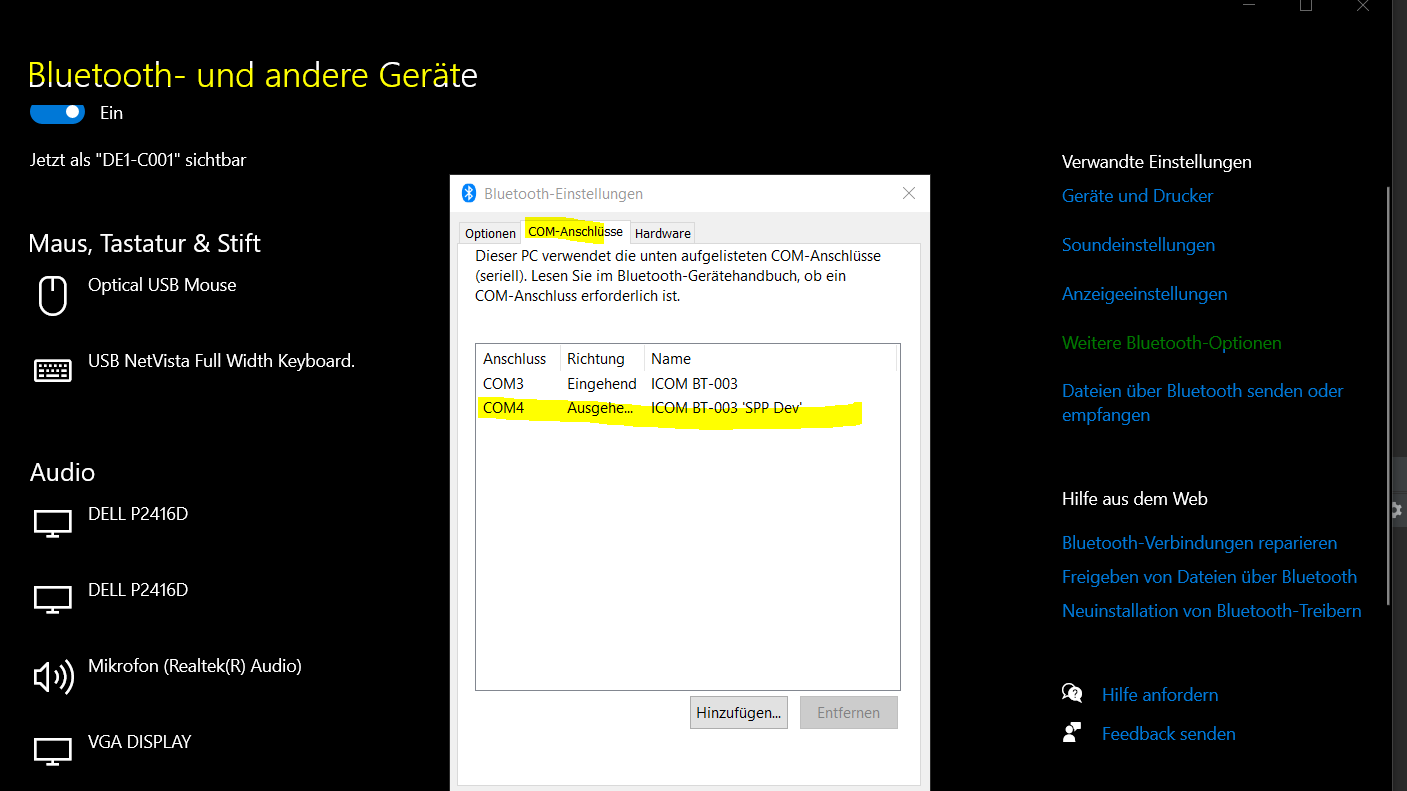 Bluetooth- und andere Geräte
Ein
Jetzt als "DE1-C001" sichtbar
Maus, Tastatur & Stift
Optical USB Mouse
USB NetVista Full Width Keyboard.
Audio
DELL P2416D
DELL P2416D
Mikrofon (Realtek(R) Audio)
VGA DISPLAY
Bluetooth-Einstellungen
Optionen COM-Anschlüsse Hardware
Dieser PC verwendet die unten aufgelisteten COM-Anschlüsse
(seriell). Lesen Sie im Bluetooth-Gerätehandbuch, ob ein
COM-Anschluss erforderlich ist.
Anschluss Richtung Name
COM3 Eingehend ICOM BT-003
COM4 Ausgehe... ICOM BT-003 'SPP Dev'
Hinzufügen... Entfernen
Verwandte Einstellungen
Geräte und Drucker
Soundeinstellungen
Anzeigeeinstellungen
Weitere Bluetooth-Optionen
Dateien über Bluetooth senden oder
empfangen
Hilfe aus dem Web
Bluetooth-Verbindungen reparieren
Freigeben von Dateien über Bluetooth
Neuinstallation von Bluetooth-Treibern
Hilfe anfordern
Feedback senden